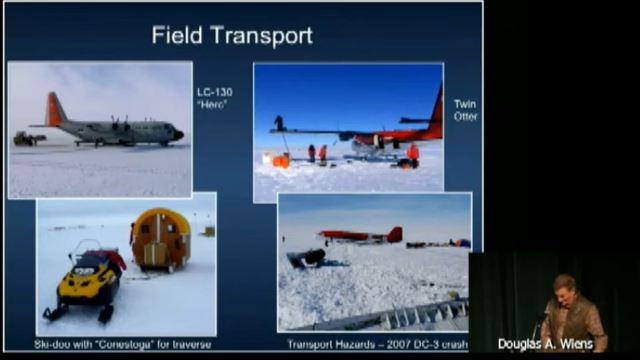 Field Transport
LC-130
"Herc"
Twin
Otter
Ski-doo with "Conestoga" for traverse
Transport Hazards – 2007 DC-3 crash
Douglas A. Wiens